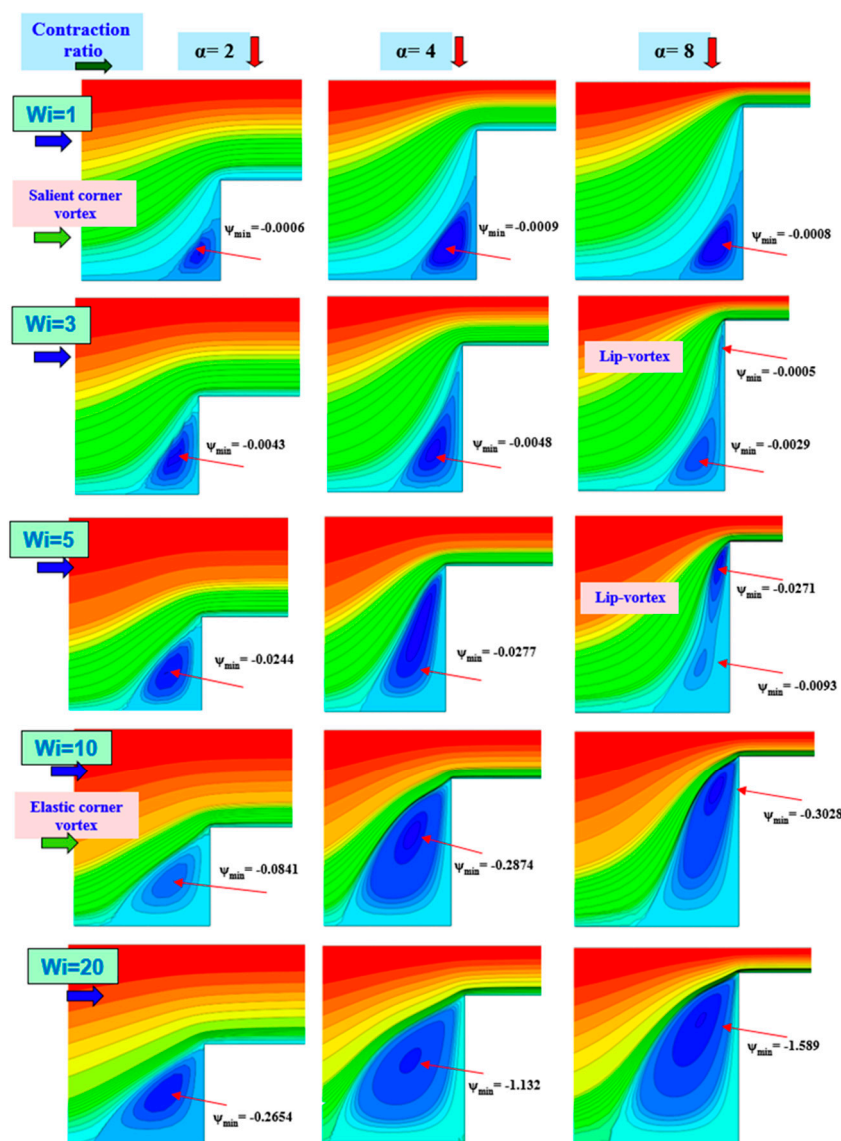 Contraction
ratio
α= 2
α= 4
α= 8
Wi=1
Salient corner
vortex
ψmin= -0.0006
ψmin= -0.0009
ψmin= -0.0008
Wi=3
Lip-vortex
ψmin= -0.0005
ψmin= -0.0043
ψmin= -0.0048
ψmin= -0.0029
Wi=5
Lip-vortex
ψmin= -0.0271
ψmin= -0.0244
ψmin= -0.0277
ψmin= -0.0093
Wi=10
Elastic corner
vortex
ψmin= -0.3028
ψmin= -0.0841
ψmin= -0.2874
Wi=20
ψmin= -1.589
ψmin= -0.2654
ψmin= -1.132